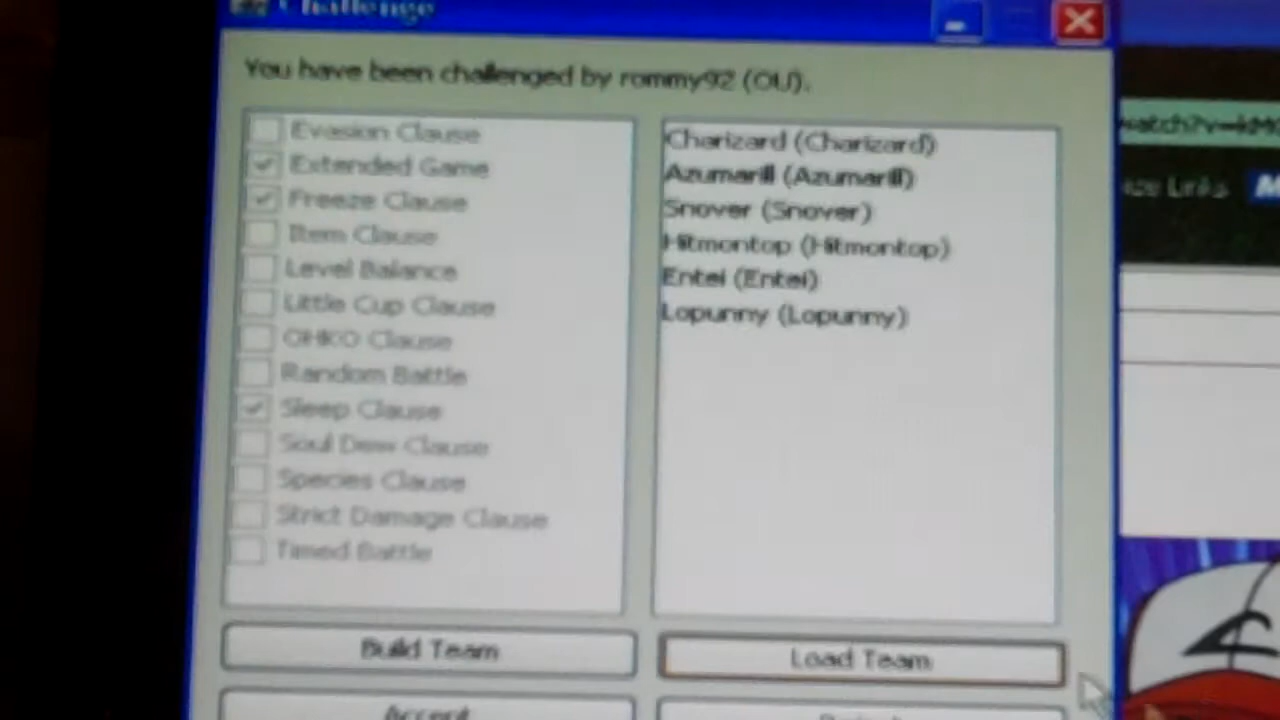 Challenge
You have been challenged by rommy92 (OU).
Evasion Clause
Extended Game
Freeze Clause
Item Clause
Level Balance
Little Cup Clause
OHKO Clause
Random Battle
Sleep Clause
Soul Dew Clause
Species Clause
Strict Damage Clause
Timed Battle
Charizard (Charizard)
Azumarill (Azumarill)
Snover (Snover)
Hitmontop (Hitmontop)
Entei (Entei)
Lopunny (Lopunny)
Build Team
Load Team
Accept
Links